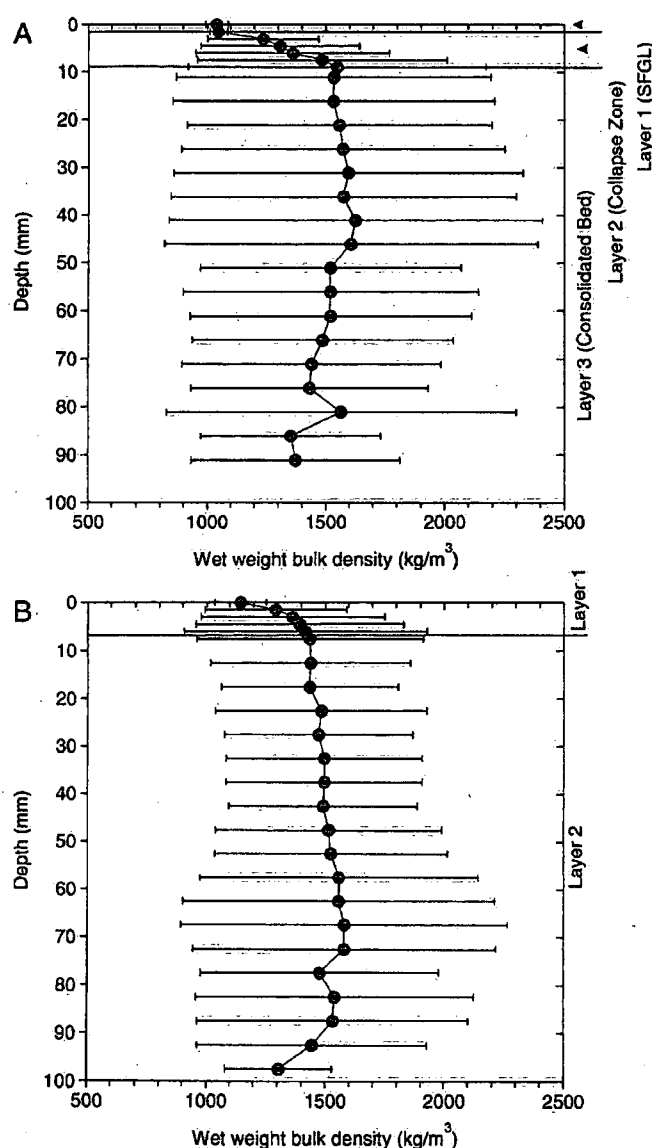 A
0
10
20
30
40
50
60
70
80
90
100
Depth (mm)
500 1000 1500 2000 2500
Wet weight bulk density (kg/m³)
Layer 3 (Consolidated Bed)
Layer 2 (Collapse Zone)
Layer 1 (SFGL)
B
0
10
20
30
40
50
60
70
80
90
100
Depth (mm)
500 1000 1500 2000 2500
Wet weight bulk density (kg/m³)
Layer 1
Layer 2